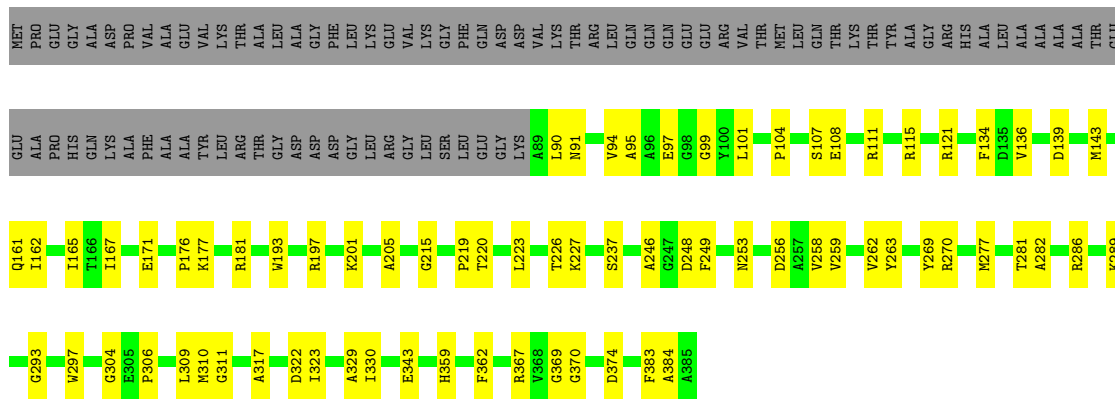 MET PRO GLU GLY ALA ASP PRO VAL ALA GLU VAL LYS THR ALA LEU ALA GLY PHE LEU LYS GLU VAL LYS GLY PHE GLN ASP ASP VAL LYS THR ARG LEU GLN GLN GLN GLU GLU ARG VAL THR MET LEU GLN THR LYS THR TYR ALA GLY ARG HIS ALA LEU ALA ALA ALA ALA THR GLU
GLU ALA PRO HIS GLN LYS ALA PHE ALA ALA TYR LEU ARG THR GLY ASP ASP ASP GLY LEU ARG GLY LEU SER LEU GLU GLY LYS A89 L90 N91 V94 A95 A96 E97 G98 G99 Y100 L101 P104 S107 E108 R111 R115 R121 F134 D135 V136 D139 M143
Q161 I162 I165 T166 I167 E171 P176 K177 R181 W193 R197 K201 A205 G215 P219 T220 L223 T226 K227 S237 A246 G247 D248 F249 N253 D256 A257 V258 V259 V262 Y263 Y269 R270 M277 T281 A282 R286
G293 W297 G304 E305 P306 L309 M310 G311 A317 D322 I323 A329 I330 E343 H359 F362 R367 V368 G369 G370 D374 F383 A384 A385